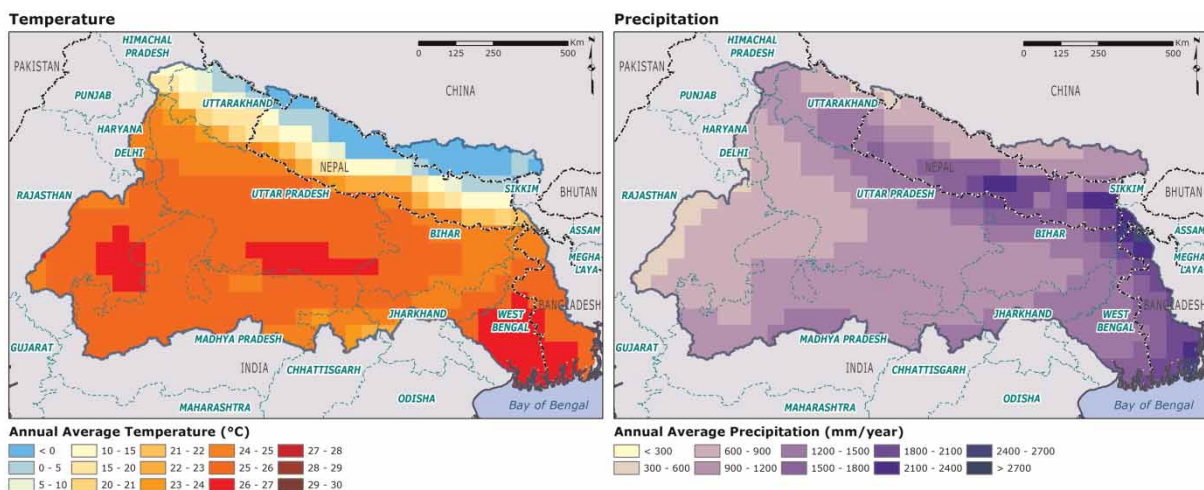 Temperature
Km
0 125 250 500
N
HIMACHAL
PRADESH
PAKISTAN
CHINA
PUNJAB
UTTARAKHAND
HARYANA
DELHI
NEPAL
RAJASTHAN
UTTAR PRADESH
SIKKIM
BHUTAN
BIHAR
ASSAM
MEGHA
LAYA
BANGLADESH
WEST
BENGAL
JHARKHAND
GUJARAT
MADHYA PRADESH
INDIA
CHHATTISGARH
ODISHA
MAHARASHTRA
Bay of Bengal
Annual Average Temperature (°C)
< 0 10 - 15 21 - 22 24 - 25 27 - 28
0 - 5 15 - 20 22 - 23 25 - 26 28 - 29
5 - 10 20 - 21 23 - 24 26 - 27 29 - 30
Precipitation
Km
0 125 250 500
N
HIMACHAL
PRADESH
PAKISTAN
CHINA
PUNJAB
UTTARAKHAND
HARYANA
DELHI
NEPAL
RAJASTHAN
UTTAR PRADESH
SIKKIM
BHUTAN
BIHAR
ASSAM
MEGHA
LAYA
BANGLADESH
WEST
BENGAL
JHARKHAND
GUJARAT
MADHYA PRADESH
INDIA
CHHATTISGARH
ODISHA
MAHARASHTRA
Bay of Bengal
Annual Average Precipitation (mm/year)
< 300 600 - 900 1200 - 1500 1800 - 2100 2400 - 2700
300 - 600 900 - 1200 1500 - 1800 2100 - 2400 > 2700